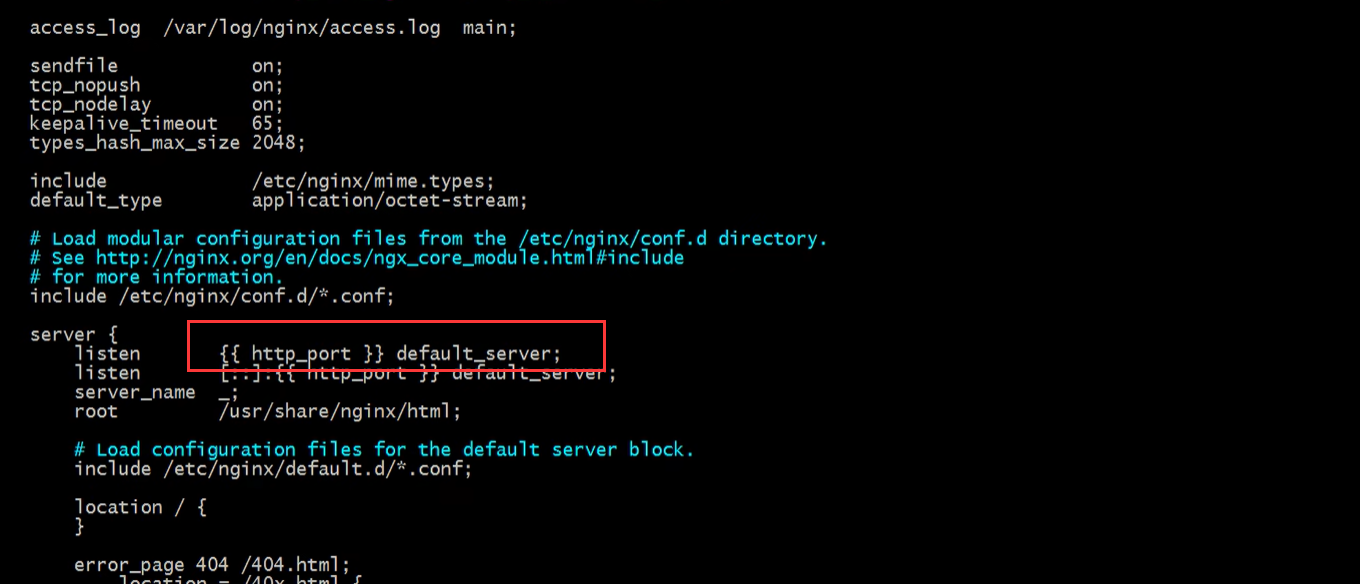 access_log  /var/log/nginx/access.log  main;
sendfile            on;
tcp_nopush          on;
tcp_nodelay         on;
keepalive_timeout   65;
types_hash_max_size 2048;
include             /etc/nginx/mime.types;
default_type        application/octet-stream;
# Load modular configuration files from the /etc/nginx/conf.d directory.
# See http://nginx.org/en/docs/ngx_core_module.html#include
# for more information.
include /etc/nginx/conf.d/*.conf;
server {
    listen       {{ http_port }} default_server;
    listen       [::]:{{ http_port }} default_server;
    server_name  _;
    root         /usr/share/nginx/html;
    # Load configuration files for the default server block.
    include /etc/nginx/default.d/*.conf;
    location / {
    }
    error_page 404 /404.html;
        location = /40x.html {